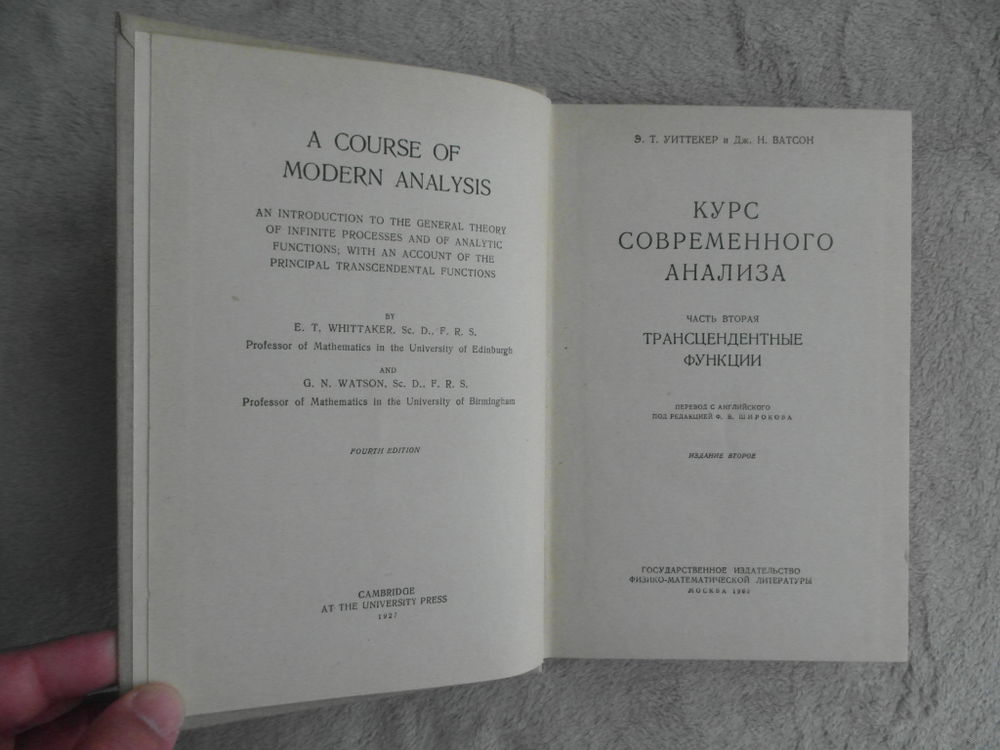 A COURSE OF
MODERN ANALYSIS
AN INTRODUCTION TO THE GENERAL THEORY
OF INFINITE PROCESSES AND OF ANALYTIC
FUNCTIONS; WITH AN ACCOUNT OF THE
PRINCIPAL TRANSCENDENTAL FUNCTIONS
BY
E. T. WHITTAKER, Sc. D., F. R. S.
Professor of Mathematics in the University of Edinburgh
AND
G. N. WATSON, Sc. D., F. R. S.
Professor of Mathematics in the University of Birmingham
FOURTH EDITION
CAMBRIDGE
AT THE UNIVERSITY PRESS
1927
Э. Т. УИТТЕКЕР и Дж. Н. ВАТСОН
КУРС
СОВРЕМЕННОГО
АНАЛИЗА
ЧАСТЬ ВТОРАЯ
ТРАНСЦЕНДЕНТНЫЕ
ФУНКЦИИ
ПЕРЕВОД С АНГЛИЙСКОГО
ПОД РЕДАКЦИЕЙ Ф. В. ШИРОКОВА
ИЗДАНИЕ ВТОРОЕ
ГОСУДАРСТВЕННОЕ ИЗДАТЕЛЬСТВО
ФИЗИКО-МАТЕМАТИЧЕСКОЙ ЛИТЕРАТУРЫ
МОСКВА